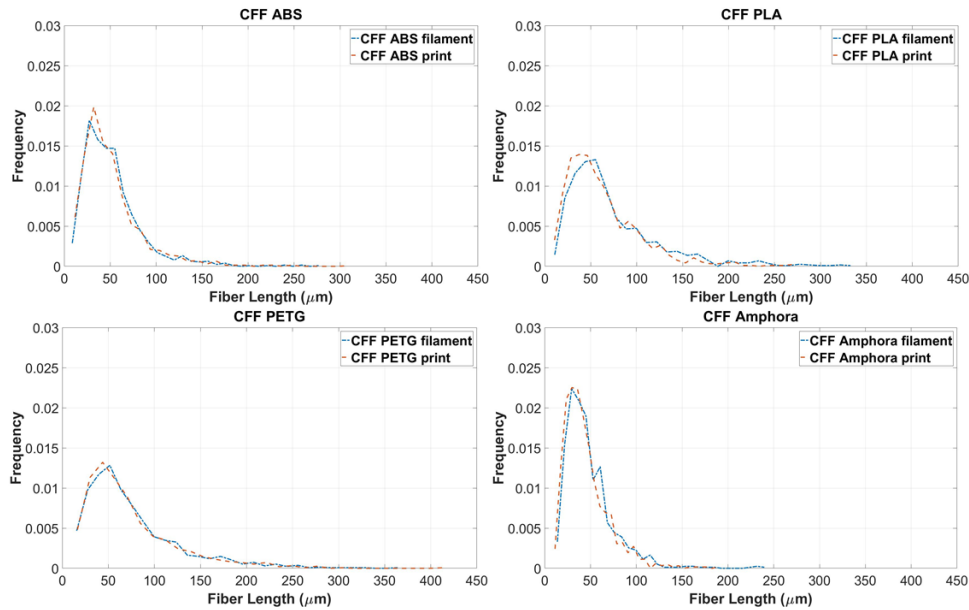 CFF ABS
CFF ABS filament
CFF ABS print
Frequency
0.03
0.025
0.02
0.015
0.01
0.005
0
0 50 100 150 200 250 300 350 400 450
Fiber Length (μm)
CFF PLA
CFF PLA filament
CFF PLA print
Frequency
0.03
0.025
0.02
0.015
0.01
0.005
0
0 50 100 150 200 250 300 350 400 450
Fiber Length (μm)
CFF PETG
CFF PETG filament
CFF PETG print
Frequency
0.03
0.025
0.02
0.015
0.01
0.005
0
0 50 100 150 200 250 300 350 400 450
Fiber Length (μm)
CFF Amphora
CFF Amphora filament
CFF Amphora print
Frequency
0.03
0.025
0.02
0.015
0.01
0.005
0
0 50 100 150 200 250 300 350 400 450
Fiber Length (μm)